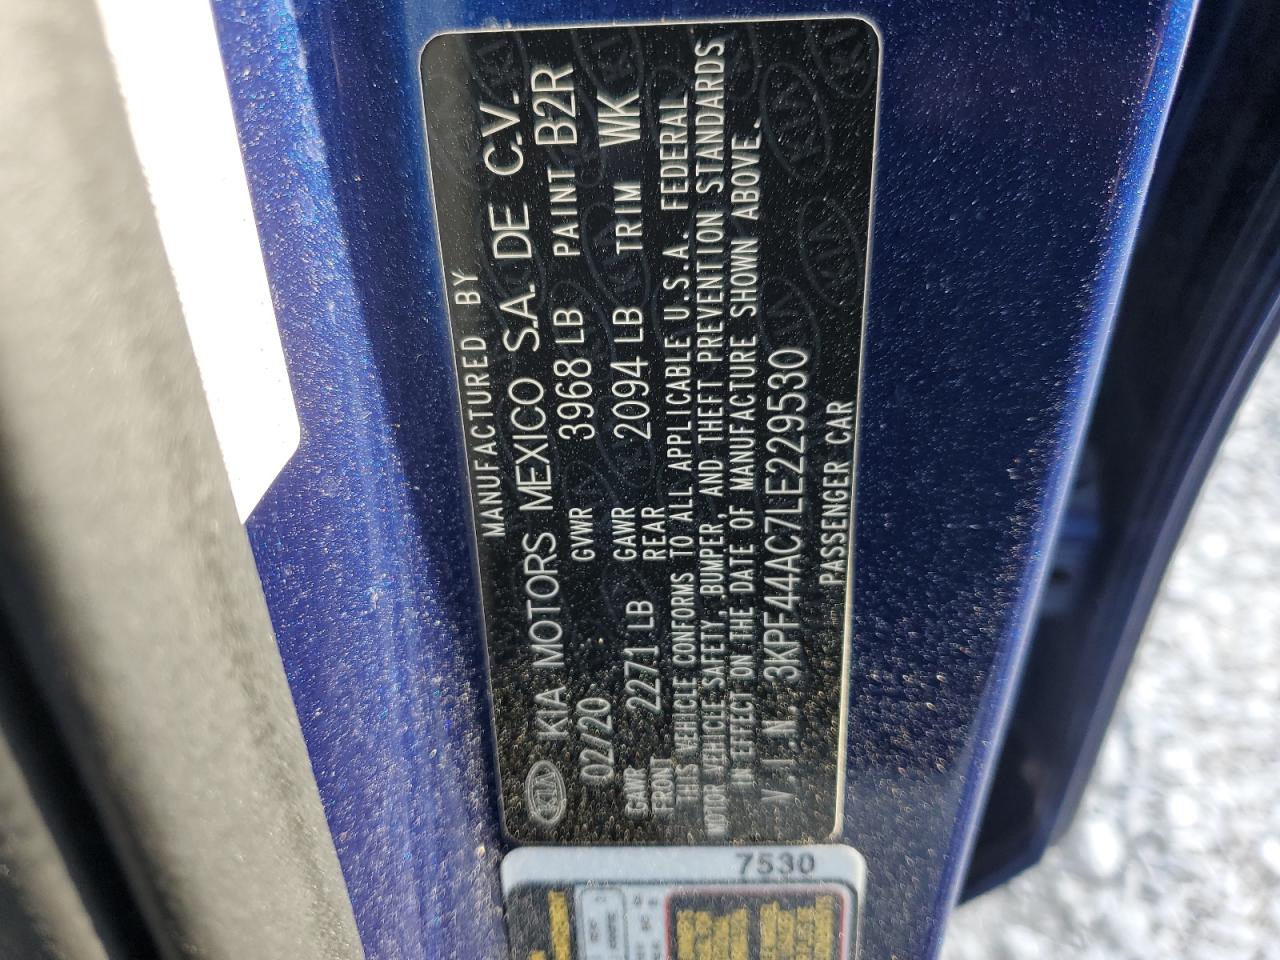 MANUFACTURED BY
KIA KIA MOTORS MEXICO S.A. DE C.V.
02/20 GVWR 3968 LB PAINT B2R
GAWR FRONT 2271 LB GAWR REAR 2094 LB TRIM WK
THIS VEHICLE CONFORMS TO ALL APPLICABLE U.S.A. FEDERAL
MOTOR VEHICLE SAFETY, BUMPER, AND THEFT PREVENTION STANDARDS
IN EFFECT ON THE DATE OF MANUFACTURE SHOWN ABOVE.
V.I.N. 3KPF44AC7LE229530
PASSENGER CAR
7530